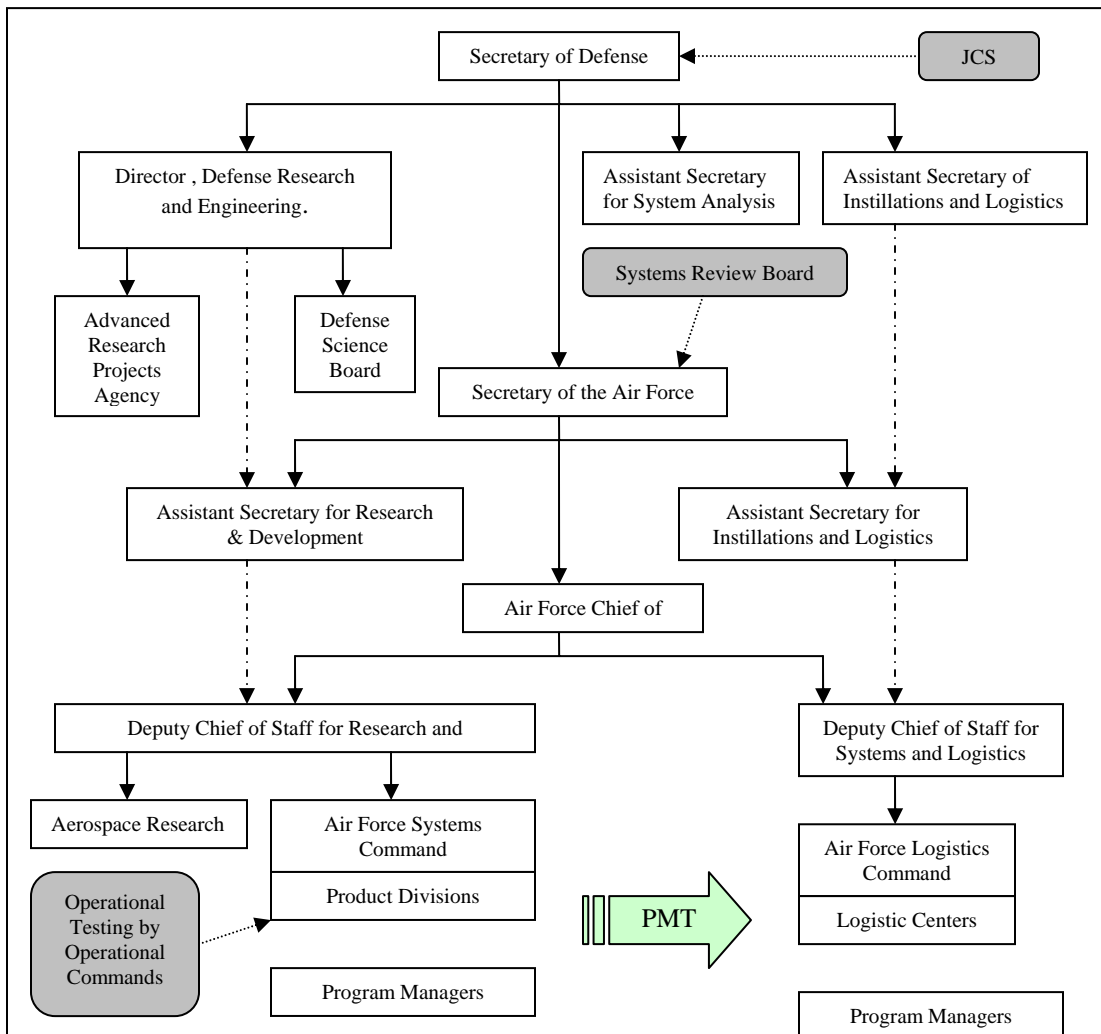 Secretary of Defense
JCS
Director , Defense Research
and Engineering.
Assistant Secretary
for System Analysis
Assistant Secretary of
Instillations and Logistics
Systems Review Board
Advanced
Research
Projects
Agency
Defense
Science
Board
Secretary of the Air Force
Assistant Secretary for Research
& Development
Assistant Secretary for
Instillations and Logistics
Air Force Chief of
Deputy Chief of Staff for Research and
Deputy Chief of Staff for
Systems and Logistics
Aerospace Research
Air Force Systems
Command
Product Divisions
Air Force Logistics
Command
Logistic Centers
Operational
Testing by
Operational
Commands
PMT
Program Managers
Program Managers